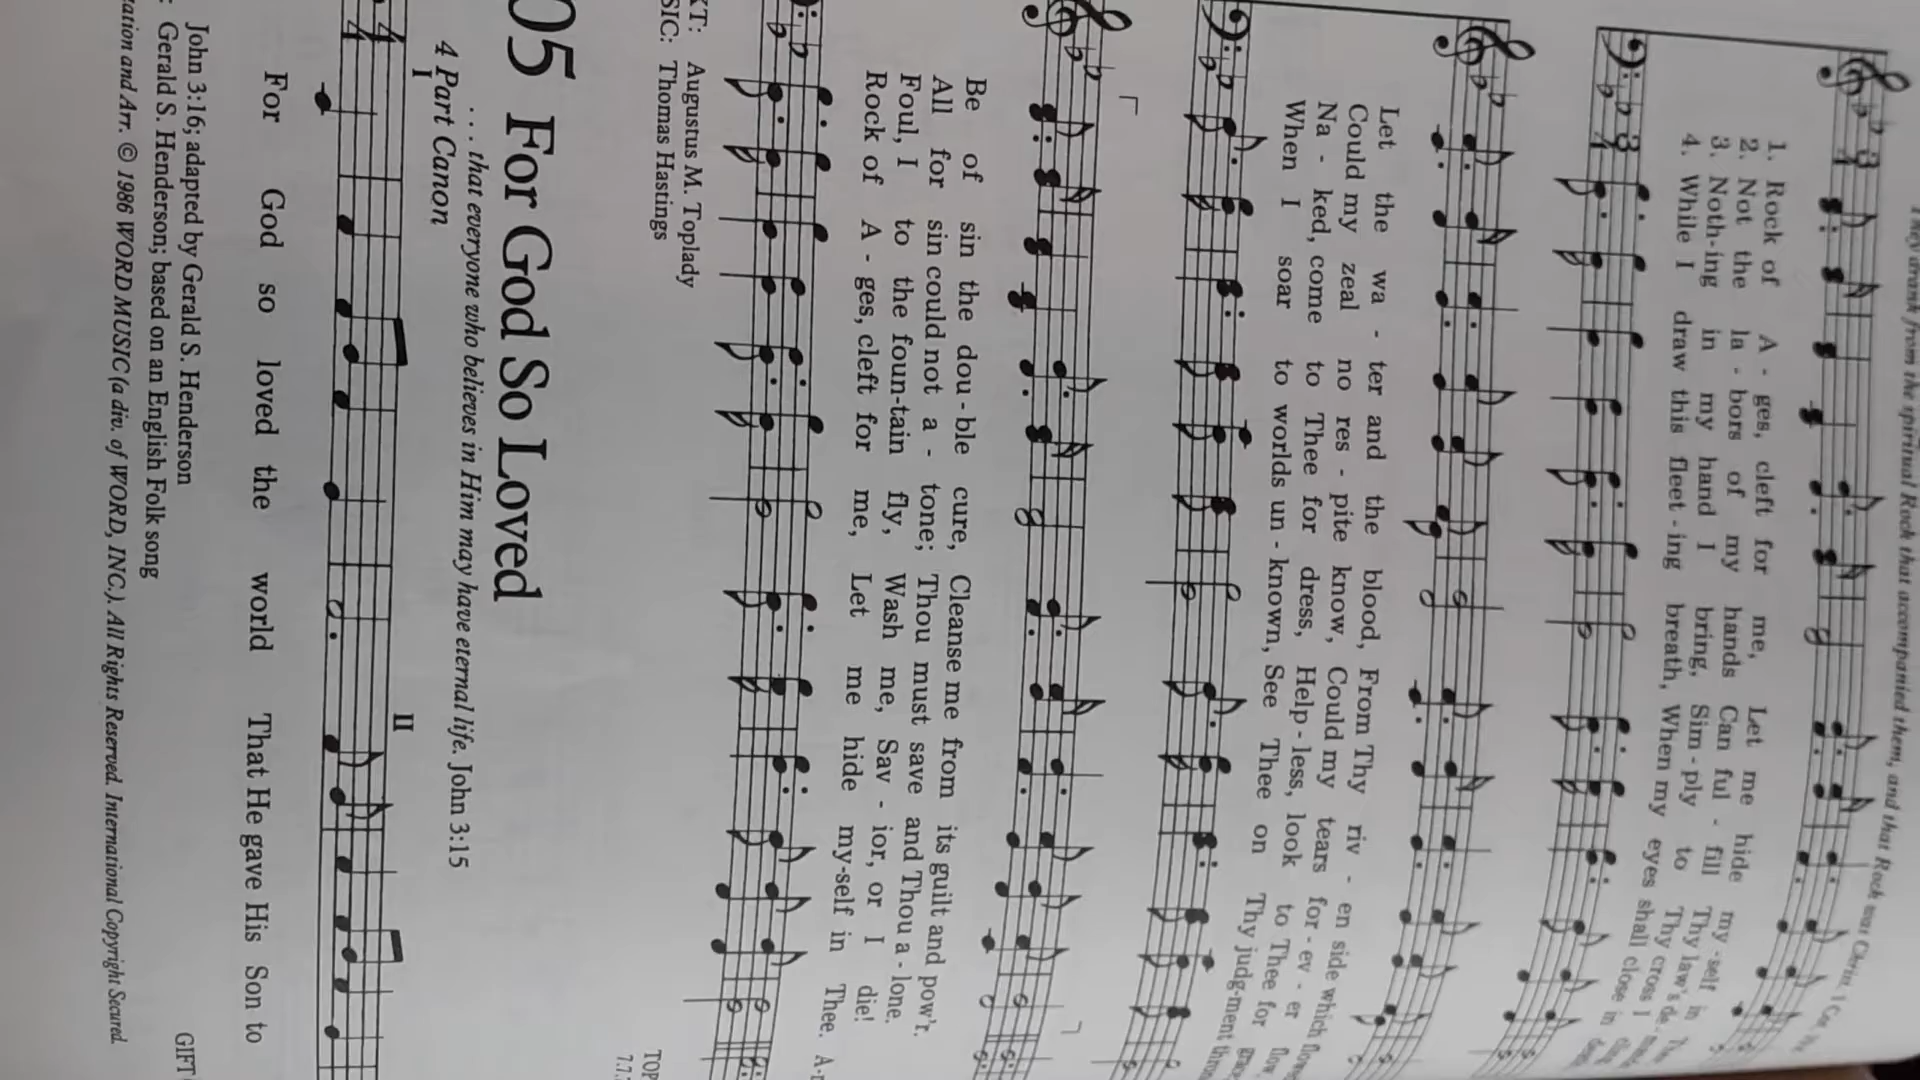 They drank from the spiritual Rock that accompanied them, and that Rock was Christ. 1 Cor.
3
4
1. Rock of A - ges, cleft for me, Let me hide my - self in
2. Not the la - bors of my hands Can ful - fill Thy law's de -
3. Noth - ing in my hand I bring, Sim - ply to Thy cross I
4. While I draw this fleet - ing breath, When my eyes shall close in
3
4
Let the wa - ter and the blood, From Thy riv - en side which
Could my zeal no res - pite know, Could my tears for - ev - er flow,
Na - ked, come to Thee for dress, Help - less, look to Thee for
When I soar to worlds un - known, See Thee on Thy judg - ment
Be of sin the dou - ble cure, Cleanse me from its guilt and pow'r.
All for sin could not a - tone; Thou must save and Thou a - lone.
Foul, I to the foun - tain fly, Wash me, Sav - ior, or I die!
Rock of A - ges, cleft for me, Let me hide my - self in Thee.
Augustus M. Toplady
Thomas Hastings
05 For God So Loved
. . . that everyone who believes in Him may have eternal life. John 3:15
4 Part Canon
I
II
4
4
For God so loved the world That He gave His Son to
John 3:16; adapted by Gerald S. Henderson
Gerald S. Henderson; based on an English Folk song
and Arr. © 1986 WORD MUSIC (a div. of WORD, INC.). All Rights Reserved. International Copyright Secured.
GIFT